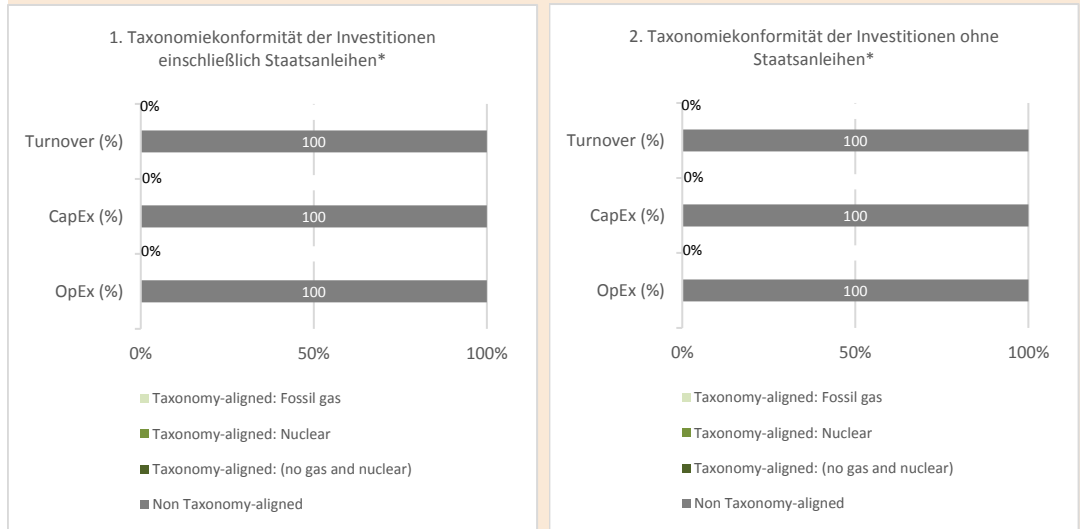 1. Taxonomiekonformität der Investitionen
einschließlich Staatsanleihen*
0%
Turnover (%)
100
0%
CapEx (%)
100
0%
OpEx (%)
100
0%
50%
100%
Taxonomy-aligned: Fossil gas
Taxonomy-aligned: Nuclear
Taxonomy-aligned: (no gas and nuclear)
Non Taxonomy-aligned
2. Taxonomiekonformität der Investitionen ohne
Staatsanleihen*
0%
Turnover (%)
100
0%
CapEx (%)
100
0%
OpEx (%)
100
0%
50%
100%
Taxonomy-aligned: Fossil gas
Taxonomy-aligned: Nuclear
Taxonomy-aligned: (no gas and nuclear)
Non Taxonomy-aligned